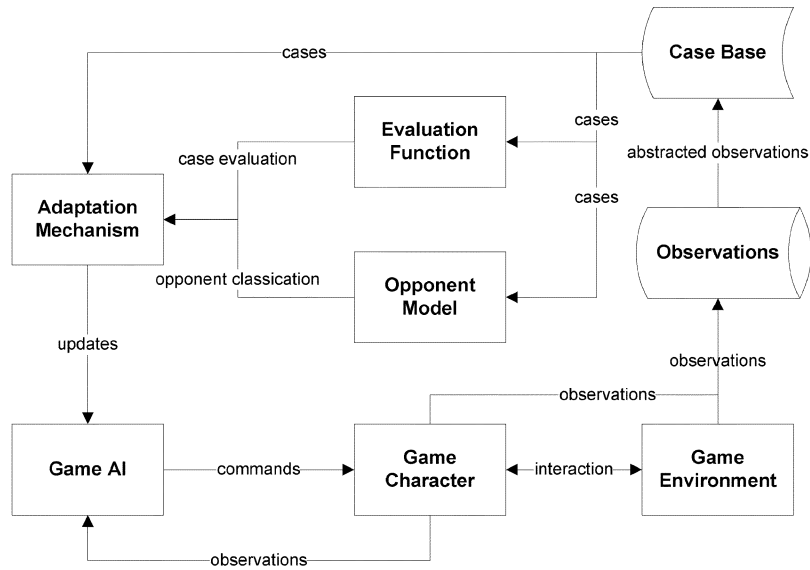 cases
Case Base
Evaluation
Function
cases
case evaluation
abstracted observations
Adaptation
Mechanism
cases
Observations
opponent classication
Opponent
Model
updates
observations
observations
Game AI
commands
Game
Character
interaction
Game
Environment
observations